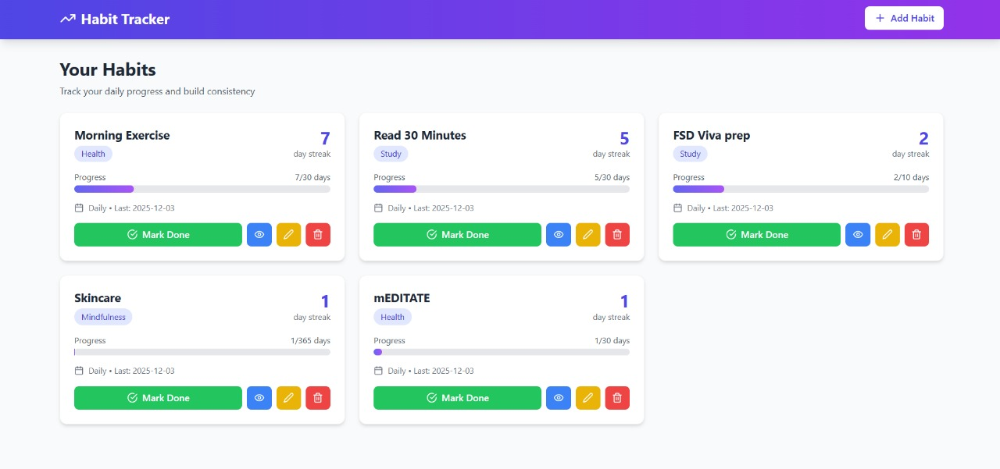 Habit Tracker
Add Habit
Your Habits
Track your daily progress and build consistency
Morning Exercise
7
Health
day streak
Progress
7/30 days
Daily • Last: 2025-12-03
Mark Done
Read 30 Minutes
5
Study
day streak
Progress
5/30 days
Daily • Last: 2025-12-03
Mark Done
FSD Viva prep
2
Study
day streak
Progress
2/10 days
Daily • Last: 2025-12-03
Mark Done
Skincare
1
Mindfulness
day streak
Progress
1/365 days
Daily • Last: 2025-12-03
Mark Done
mEDITATE
1
Health
day streak
Progress
1/30 days
Daily • Last: 2025-12-03
Mark Done